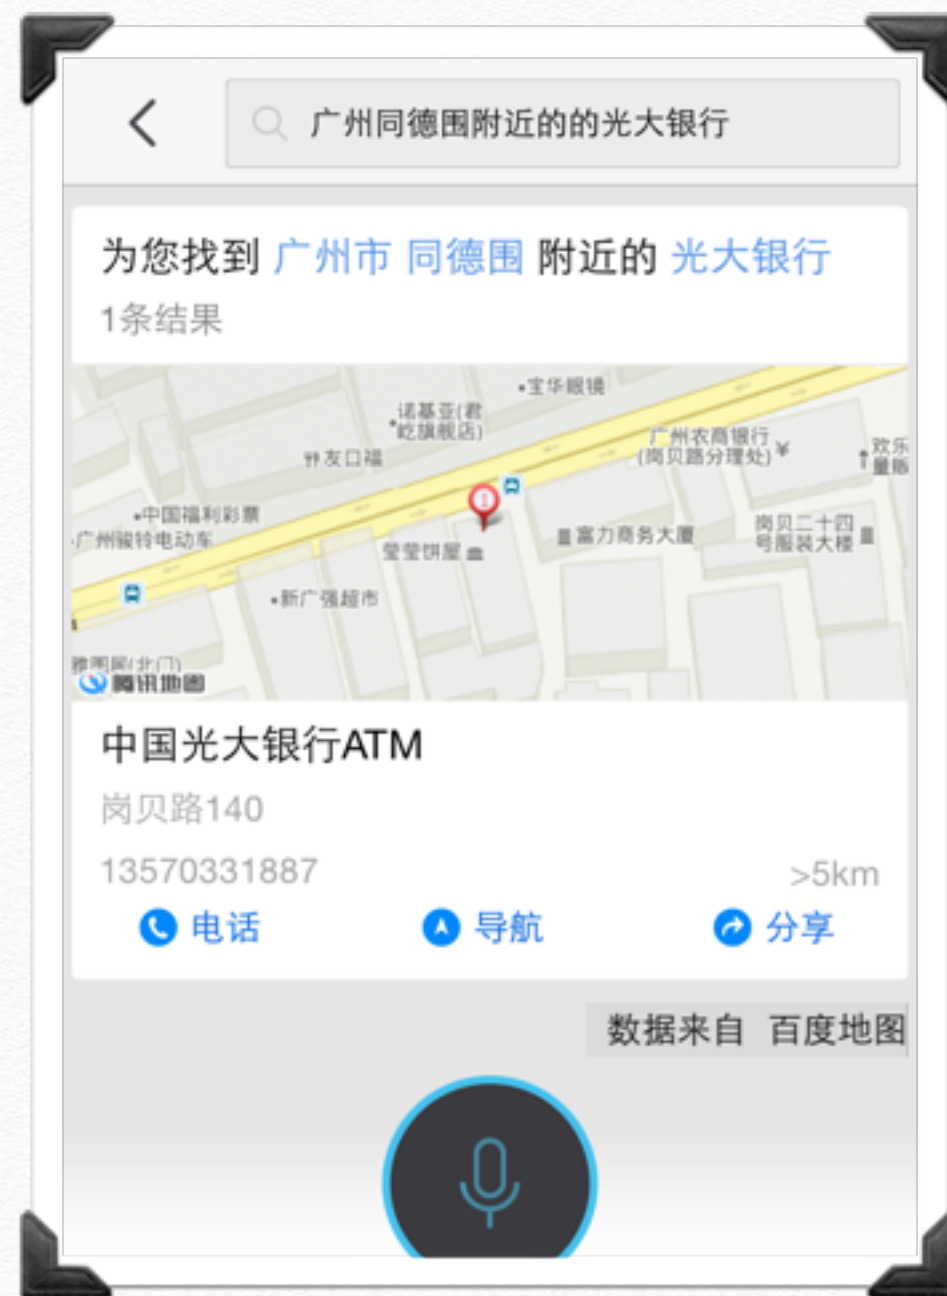 广州同德围附近的的光大银行
为您找到 广州市 同德围 附近的 光大银行
1条结果
宝华眼镜
诺基亚(君
屹旗舰店)
广州农商银行
(岗贝路分理处)
欢乐
量贩
友口福
中国福利彩票
广州骏铃电动车
富力商务大厦
岗贝二十四
号服装大楼
莹莹饼屋
新广强超市
雅图居(北门)
腾讯地图
1
中国光大银行ATM
岗贝路140
13570331887
>5km
电话
导航
分享
数据来自 百度地图